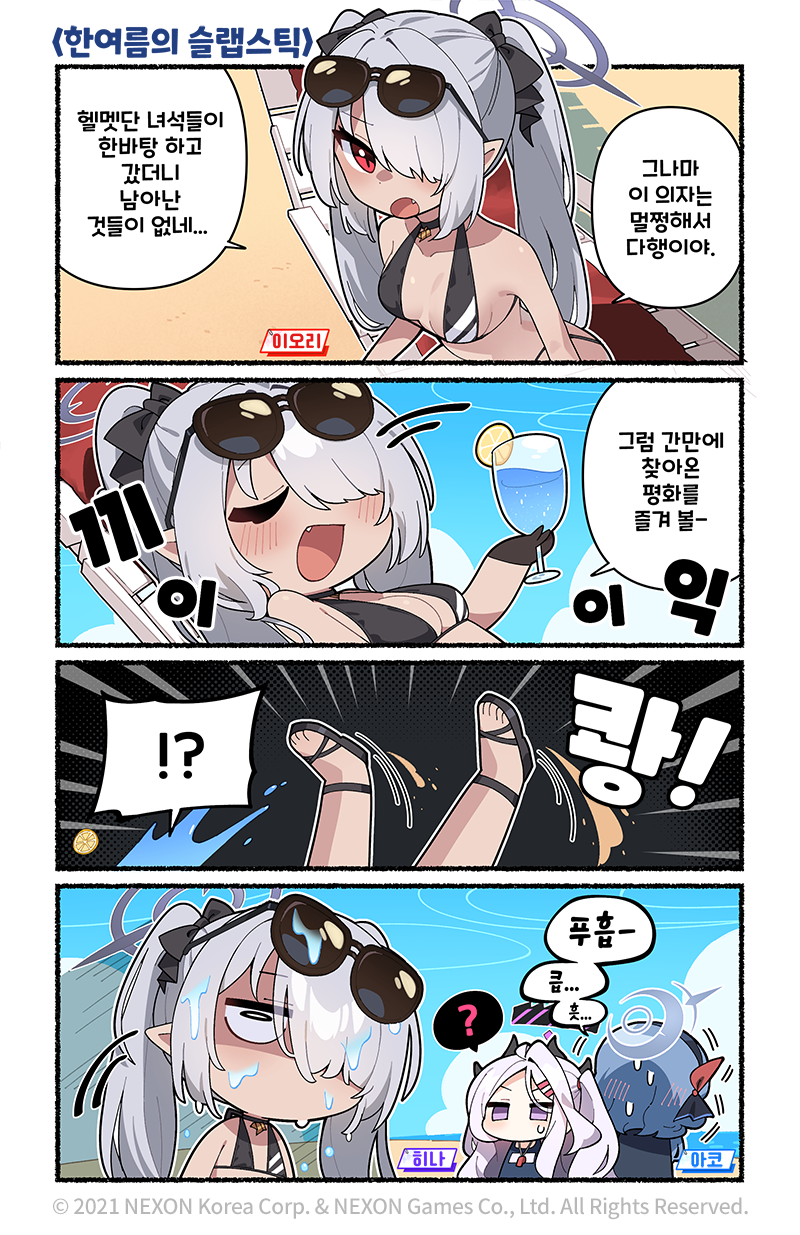 <한여름의 슬랩스틱>
헬멧단 녀석들이
한바탕 하고
갔더니
남아난
것들이 없네...
그나마
이 의자는
멀쩡해서
다행이야.
이오리
그럼 간만에
찾아온
평화를
즐겨 볼-
끼
이
이
익
!?
쾅!
푸흡-
큽...
흣...
?
히나
아코
© 2021 NEXON Korea Corp. & NEXON Games Co., Ltd. All Rights Reserved.